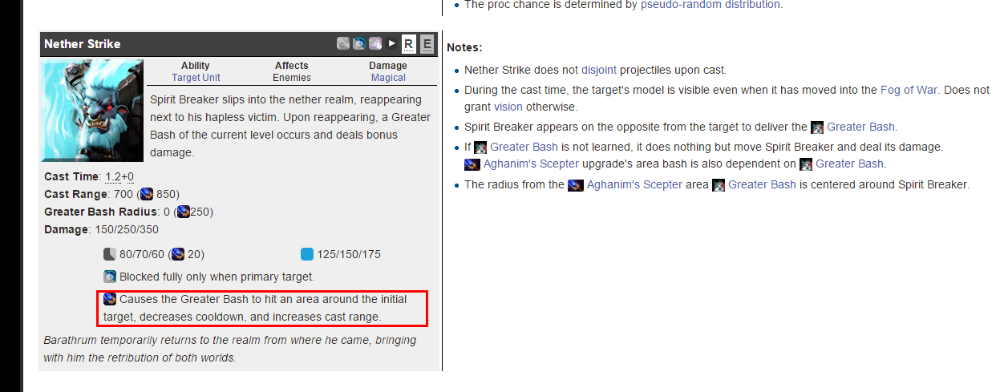 The proc chance is determined by pseudo-random distribution.
Nether Strike
R E
Ability
Target Unit
Affects
Enemies
Damage
Magical
Spirit Breaker slips into the nether realm, reappearing
next to his hapless victim. Upon reappearing, a Greater
Bash of the current level occurs and deals bonus
damage.
Cast Time: 1.2+0
Cast Range: 700 ( 850)
Greater Bash Radius: 0 (250)
Damage: 150/250/350
80/70/60 ( 20)
125/150/175
Blocked fully only when primary target.
Causes the Greater Bash to hit an area around the initial
target, decreases cooldown, and increases cast range.
Barathrum temporarily returns to the realm from where he came, bringing
with him the retribution of both worlds.
Notes:
Nether Strike does not disjoint projectiles upon cast.
During the cast time, the target's model is visible even when it has moved into the Fog of War. Does not
grant vision otherwise.
Spirit Breaker appears on the opposite from the target to deliver the Greater Bash.
If Greater Bash is not learned, it does nothing but move Spirit Breaker and deal its damage.
Aghanim's Scepter upgrade's area bash is also dependent on Greater Bash.
The radius from the Aghanim's Scepter area Greater Bash is centered around Spirit Breaker.